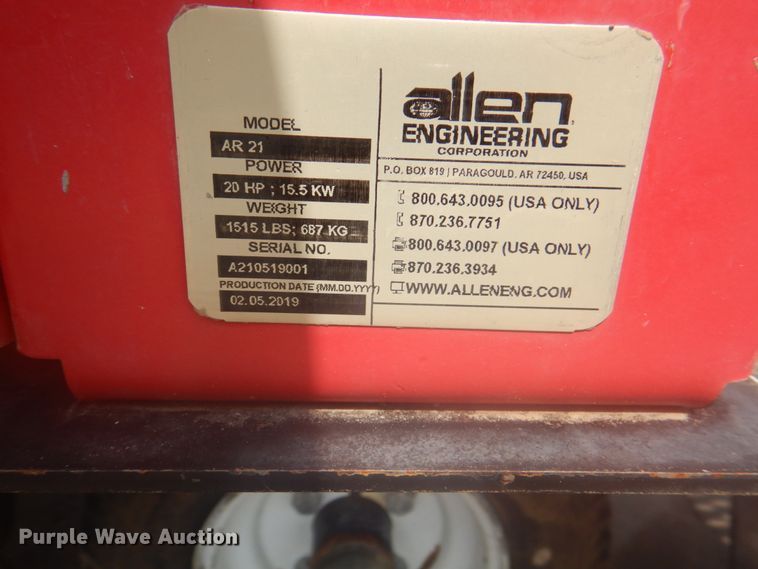 MODEL
AR 21
POWER
20 HP ; 15.5 KW
WEIGHT
1515 LBS; 687 KG
SERIAL NO.
A210519001
PRODUCTION DATE (MM.DD.YYYY)
02.05.2019
allen
ENGINEERING
CORPORATION
P.O. BOX 819 | PARAGOULD, AR 72450, USA
800.643.0095 (USA ONLY)
870.236.7751
800.643.0097 (USA ONLY)
870.236.3934
WWW.ALLENENG.COM
Purple Wave Auction